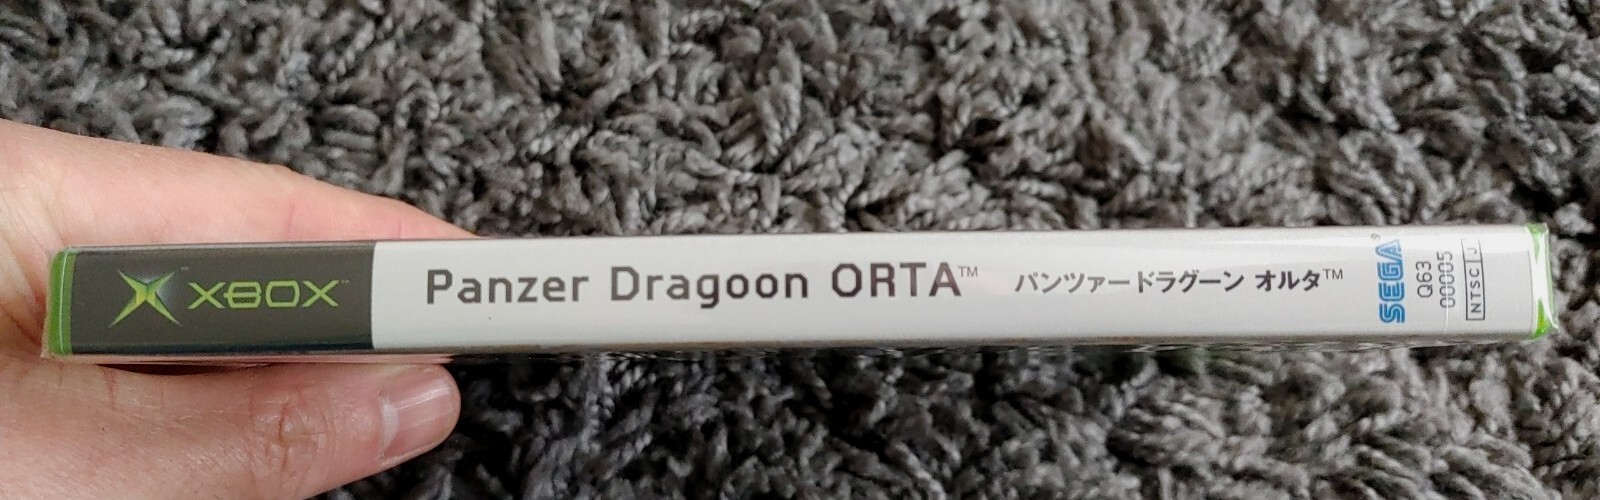 XBOX™
Panzer Dragoon ORTA™
パンツァードラグーン オルタ™
SEGA®
Q63
00005
NTSC J